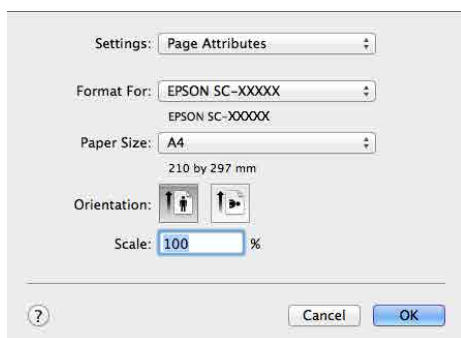 Settings: Page Attributes
Format For: EPSON SC-XXXXX
EPSON SC-XXXXX
Paper Size: A4
210 by 297 mm
Orientation:
Scale: 100 %
? Cancel OK